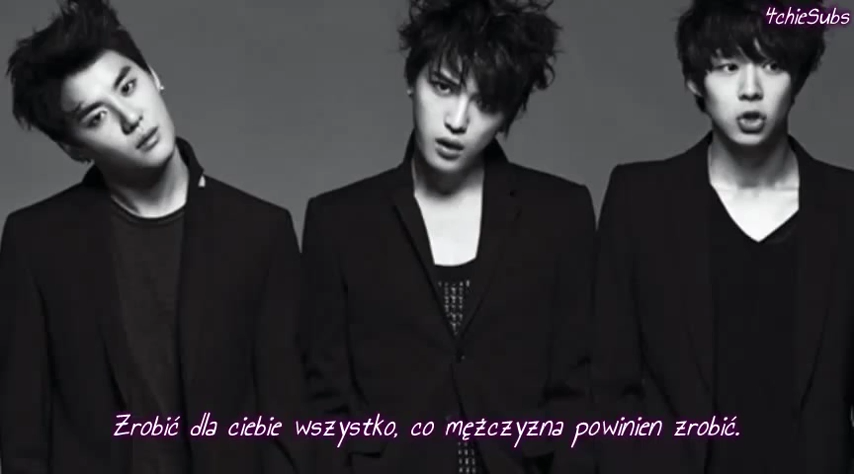 4chieSubs
Zrobić dla ciebie wszystko, co mężczyzna powinien zrobić.